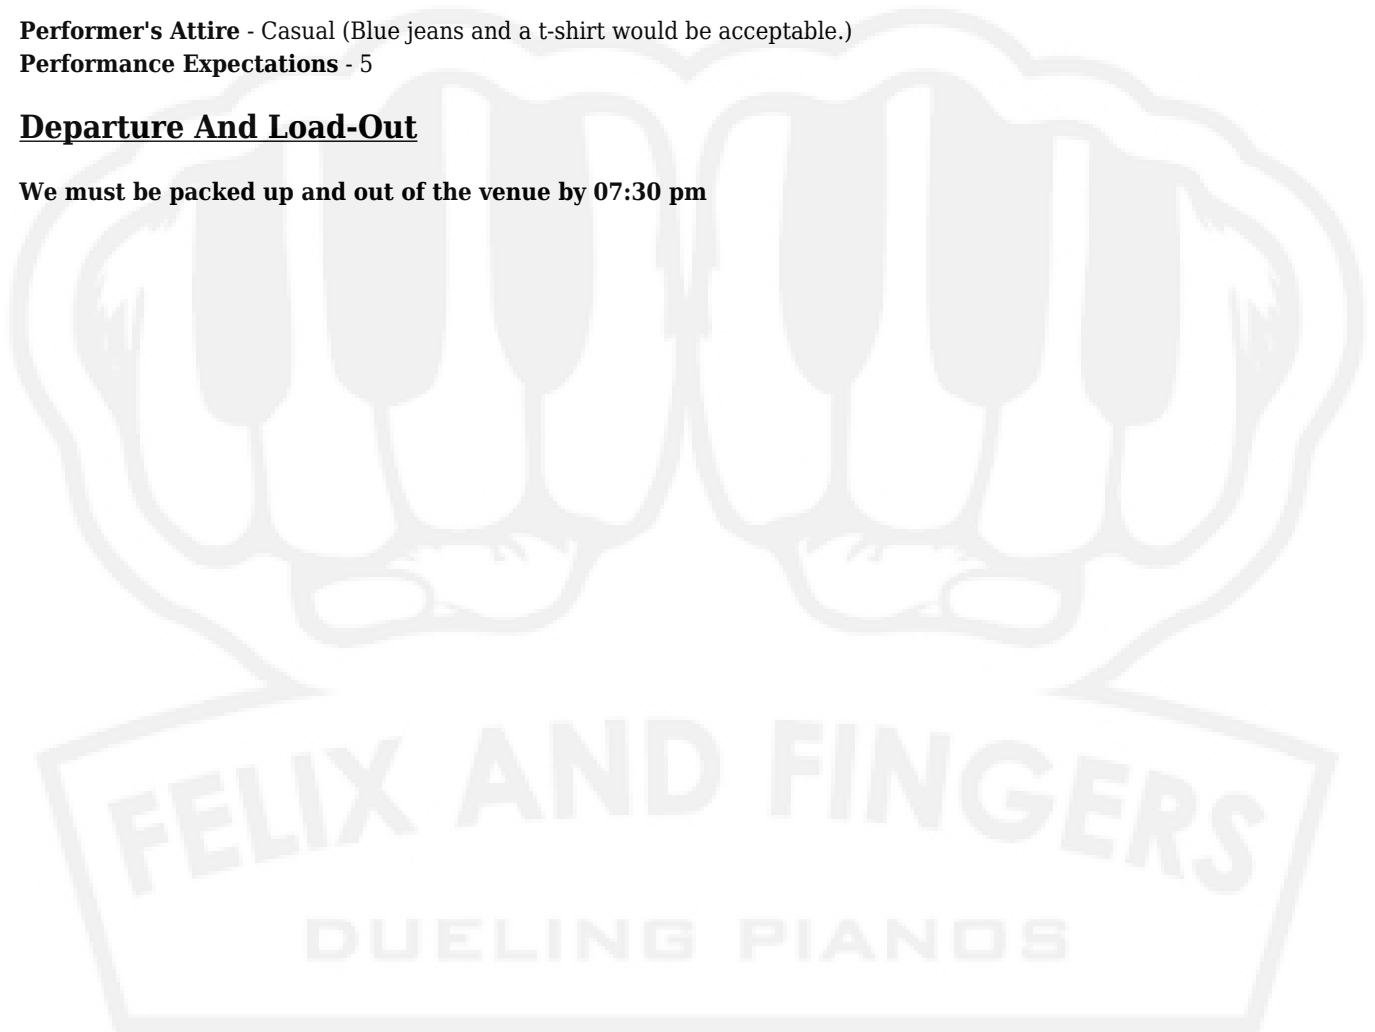 Performer's Attire - Casual (Blue jeans and a t-shirt would be acceptable.)
Performance Expectations - 5
Departure And Load-Out
We must be packed up and out of the venue by 07:30 pm
FELIX AND FINGERS
DUELING PIANOS